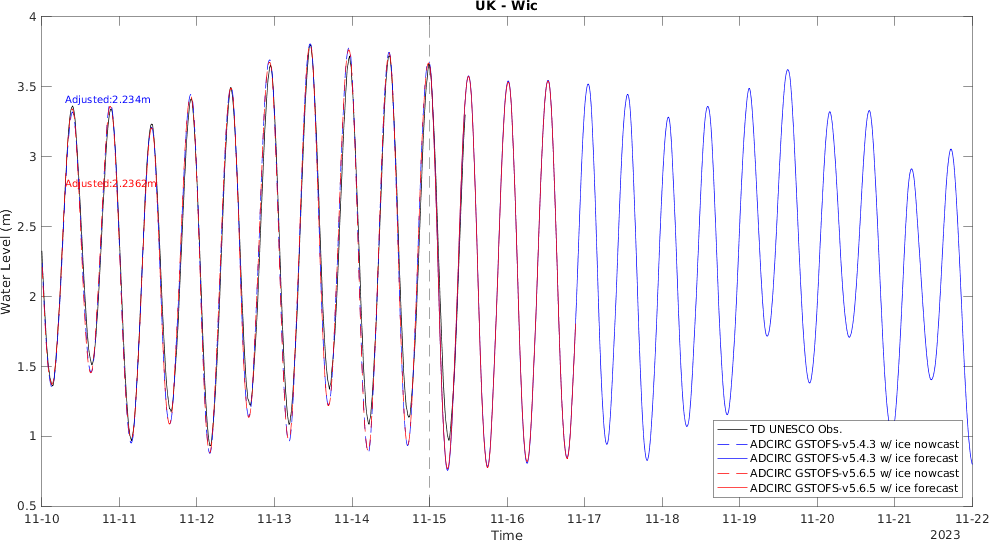 UK - Wic
4
3.5
3
2.5
2
1.5
1
0.5
Water Level (m)
Adjusted:2.234m
Adjusted:2.2362m
TD UNESCO Obs.
ADCIRC GSTOFS-v5.4.3 w/ ice nowcast
ADCIRC GSTOFS-v5.4.3 w/ ice forecast
ADCIRC GSTOFS-v5.6.5 w/ ice nowcast
ADCIRC GSTOFS-v5.6.5 w/ ice forecast
11-10 11-11 11-12 11-13 11-14 11-15 11-16 11-17 11-18 11-19 11-20 11-21 11-22
Time
2023